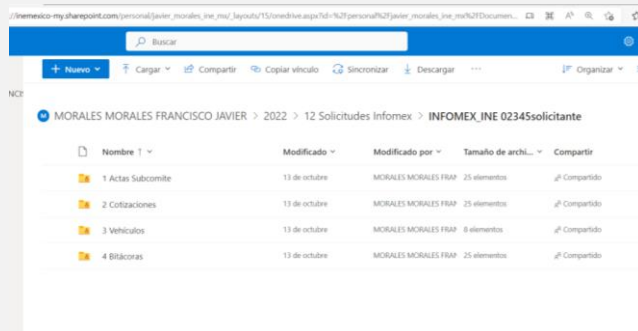 //inemexico-my.sharepoint.com/personal/javier_morales_ine_mx/_layouts/15/onedrive.aspx?id=%2Fpersonal%2Fjavier_morales_ine_mx%2FDocumen...
Buscar
+ Nuevo Cargar Compartir Copiar vínculo Sincronizar Descargar ... Organizar
MORALES MORALES FRANCISCO JAVIER > 2022 > 12 Solicitudes Infomex > INFOMEX_INE 02345solicitante
Nombre ↑ Modificado Modificado por Tamaño de archi... Compartir
1 Actas Subcomite 13 de octubre MORALES MORALES FRAN 25 elementos Compartido
2 Cotizaciones 13 de octubre MORALES MORALES FRAN 25 elementos Compartido
3 Vehículos 13 de octubre MORALES MORALES FRAN 8 elementos Compartido
4 Bitácoras 13 de octubre MORALES MORALES FRAN 25 elementos Compartido